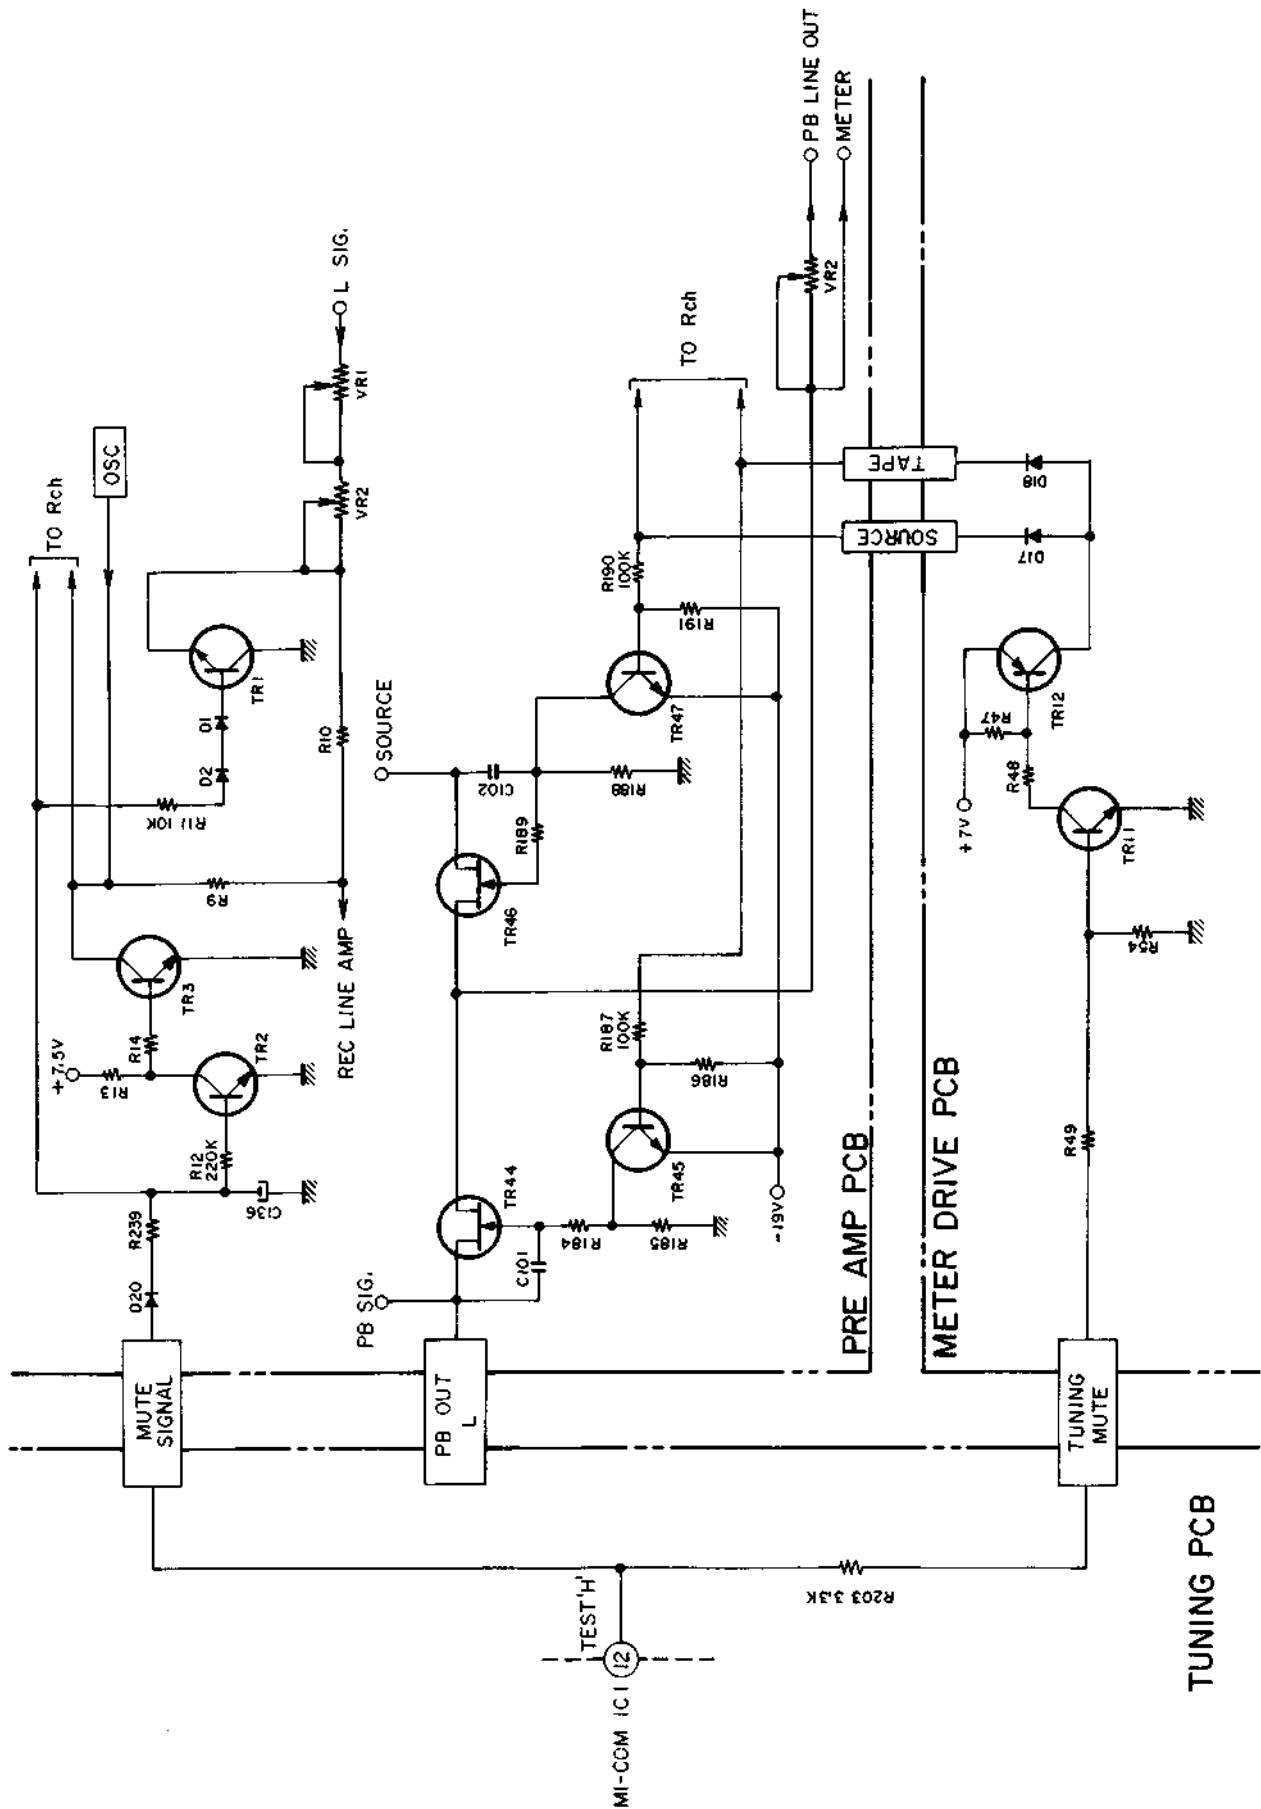 MI-COM IC1
12
TEST 'H'
R203 3.3K
TUNING PCB
MUTE
SIGNAL
PB OUT
L
TUNING
MUTE
D20
R239
C136
R12
220K
TR2
+7.5V
R13
R14
TR3
R9
R11 10K
D2
D1
TR1
TO Rch
OSC
REC LINE AMP
R10
VR2
VR1
L SIG.
PB SIG.
TR44
C101
R184
R185
TR45
R186
R187
100K
-19V
TR46
R189
C102
R188
SOURCE
TR47
R191
R190
100K
TO Rch
VR2
PB LINE OUT
METER
PRE AMP PCB
METER DRIVE PCB
SOURCE
TAPE
R49
R54
TR11
+7V
R48
R47
TR12
D17
D18